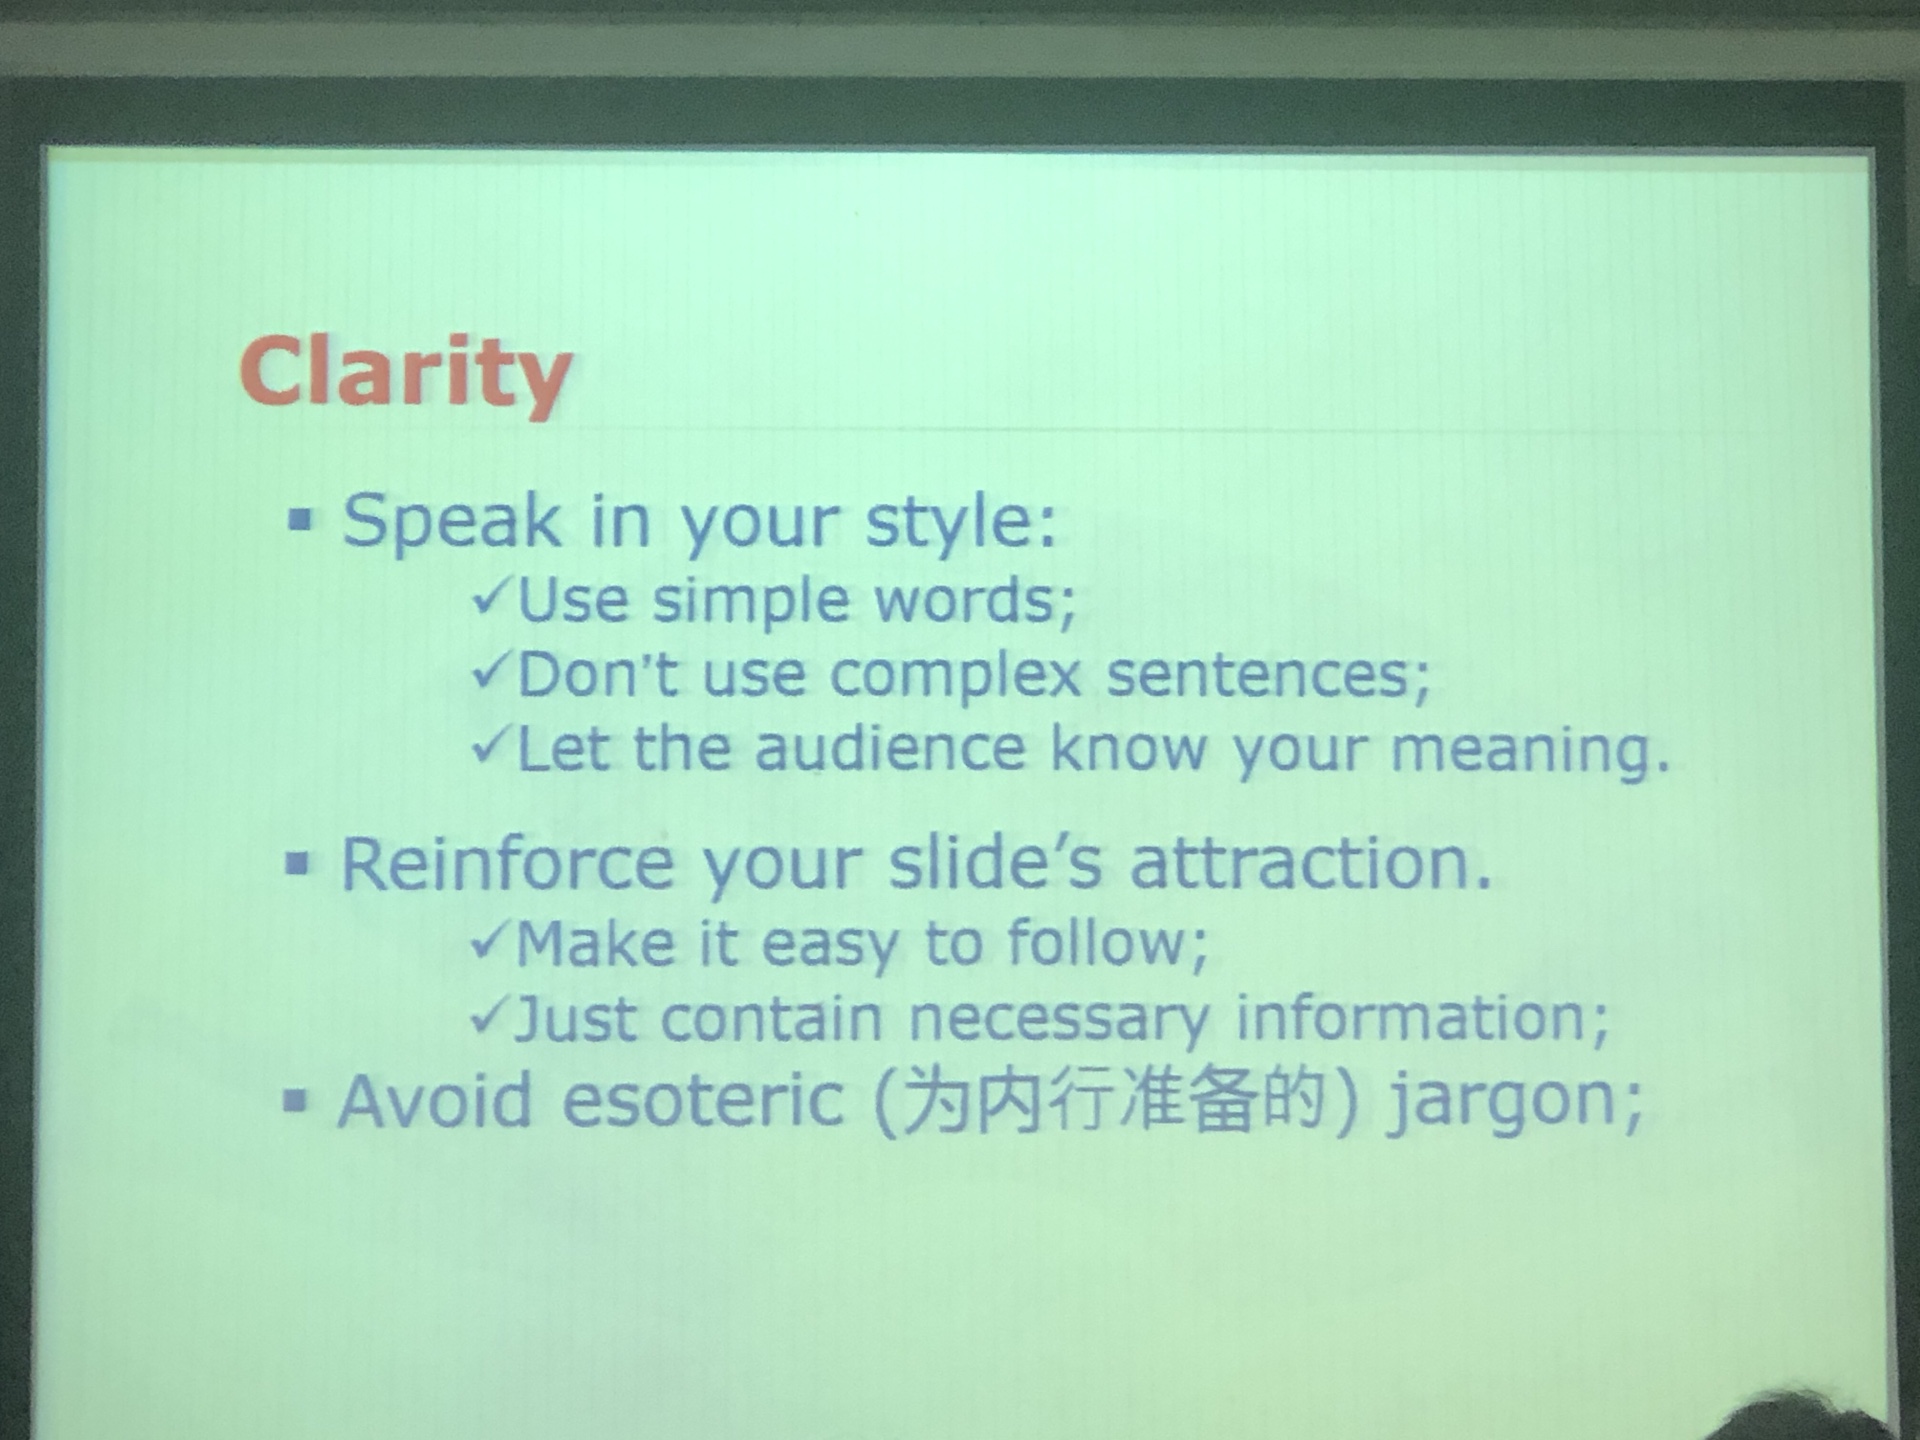 Clarity
▪ Speak in your style:
✓Use simple words;
✓Don't use complex sentences;
✓Let the audience know your meaning.
▪ Reinforce your slide's attraction.
✓Make it easy to follow;
✓Just contain necessary information;
▪ Avoid esoteric (为内行准备的) jargon;